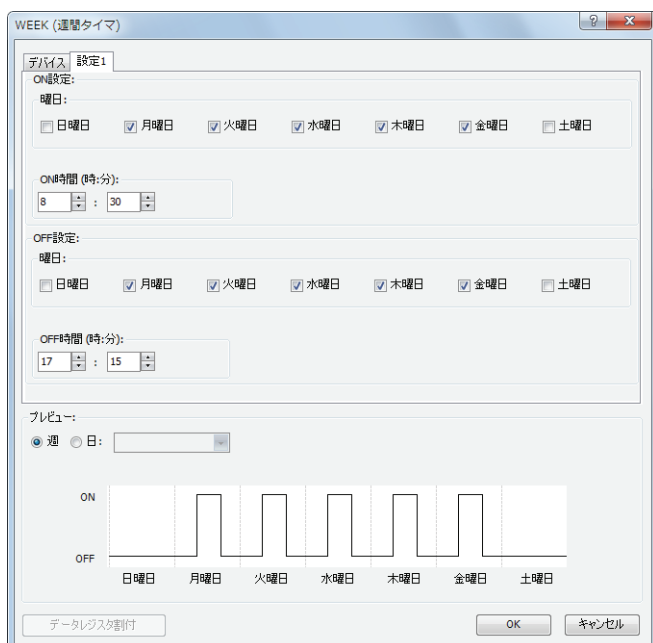 WEEK (週間タイマ)
デバイス 設定1
ON設定:
曜日:
日曜日 月曜日 火曜日 水曜日 木曜日 金曜日 土曜日
ON時間 (時:分):
8 : 30
OFF設定:
曜日:
日曜日 月曜日 火曜日 水曜日 木曜日 金曜日 土曜日
OFF時間 (時:分):
17 : 15
プレビュー:
週 日:
ON
OFF
日曜日 月曜日 火曜日 水曜日 木曜日 金曜日 土曜日
データレジスタ割付 OK キャンセル